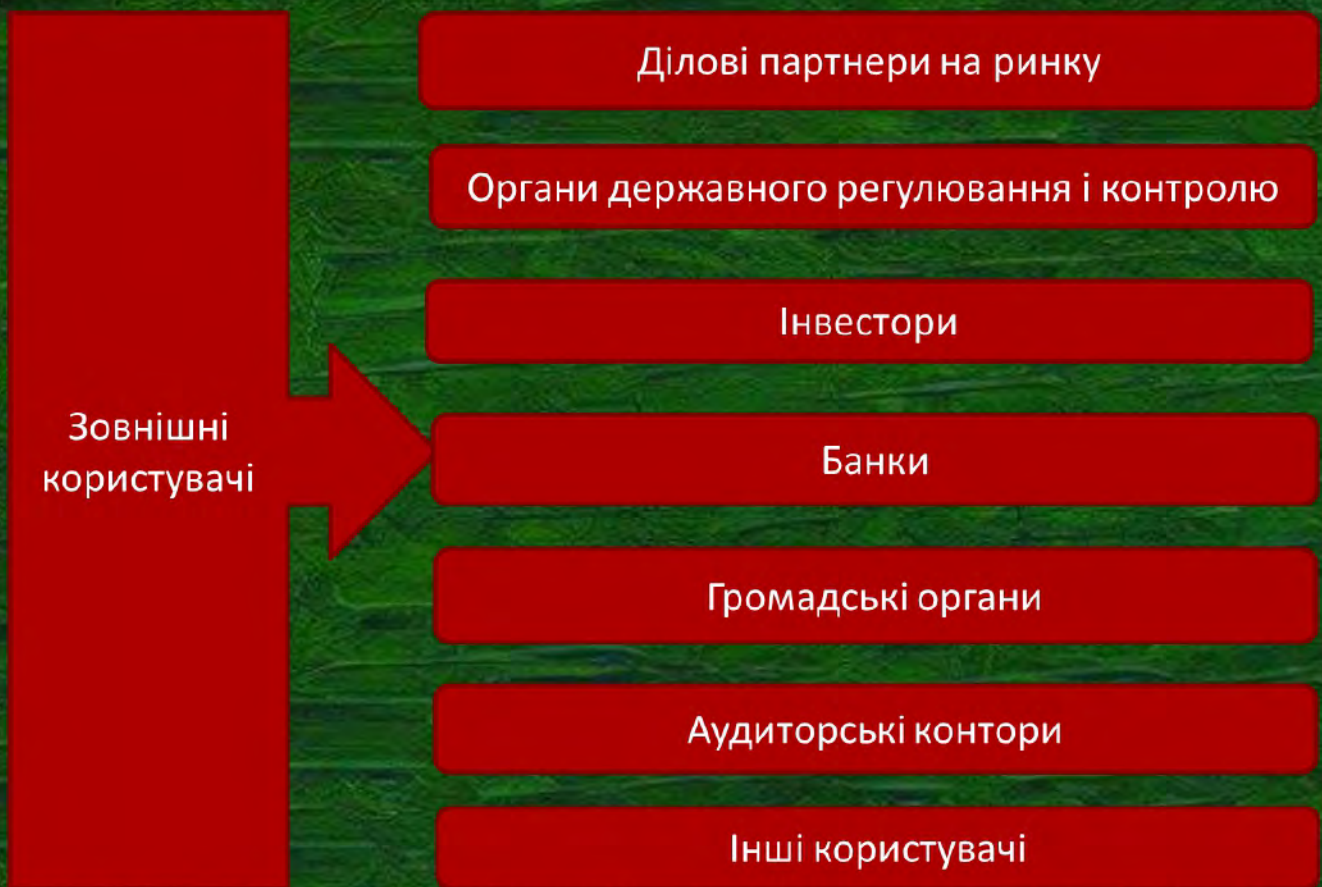 Зовнішні
користувачі
Ділові партнери на ринку
Органи державного регулювання і контролю
Інвестори
Банки
Громадські органи
Аудиторські контори
Інші користувачі